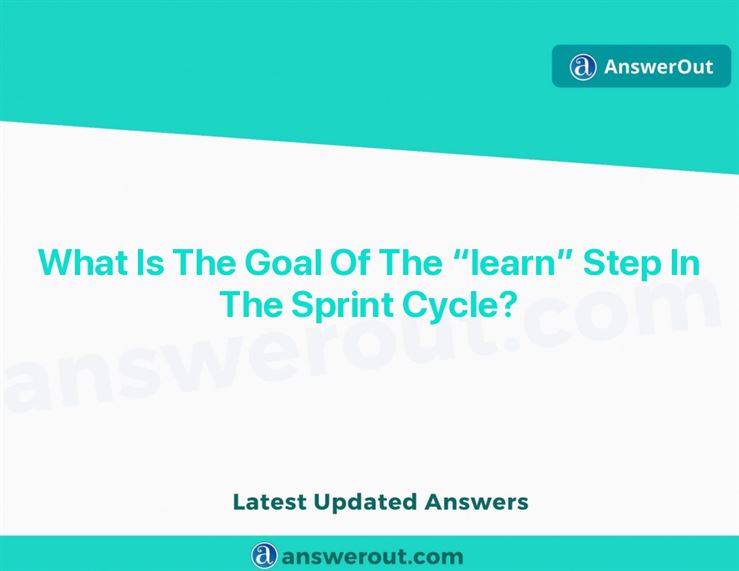 AnswerOut
What Is The Goal Of The “learn” Step In
The Sprint Cycle?
answerout.com
Latest Updated Answers
answerout.com